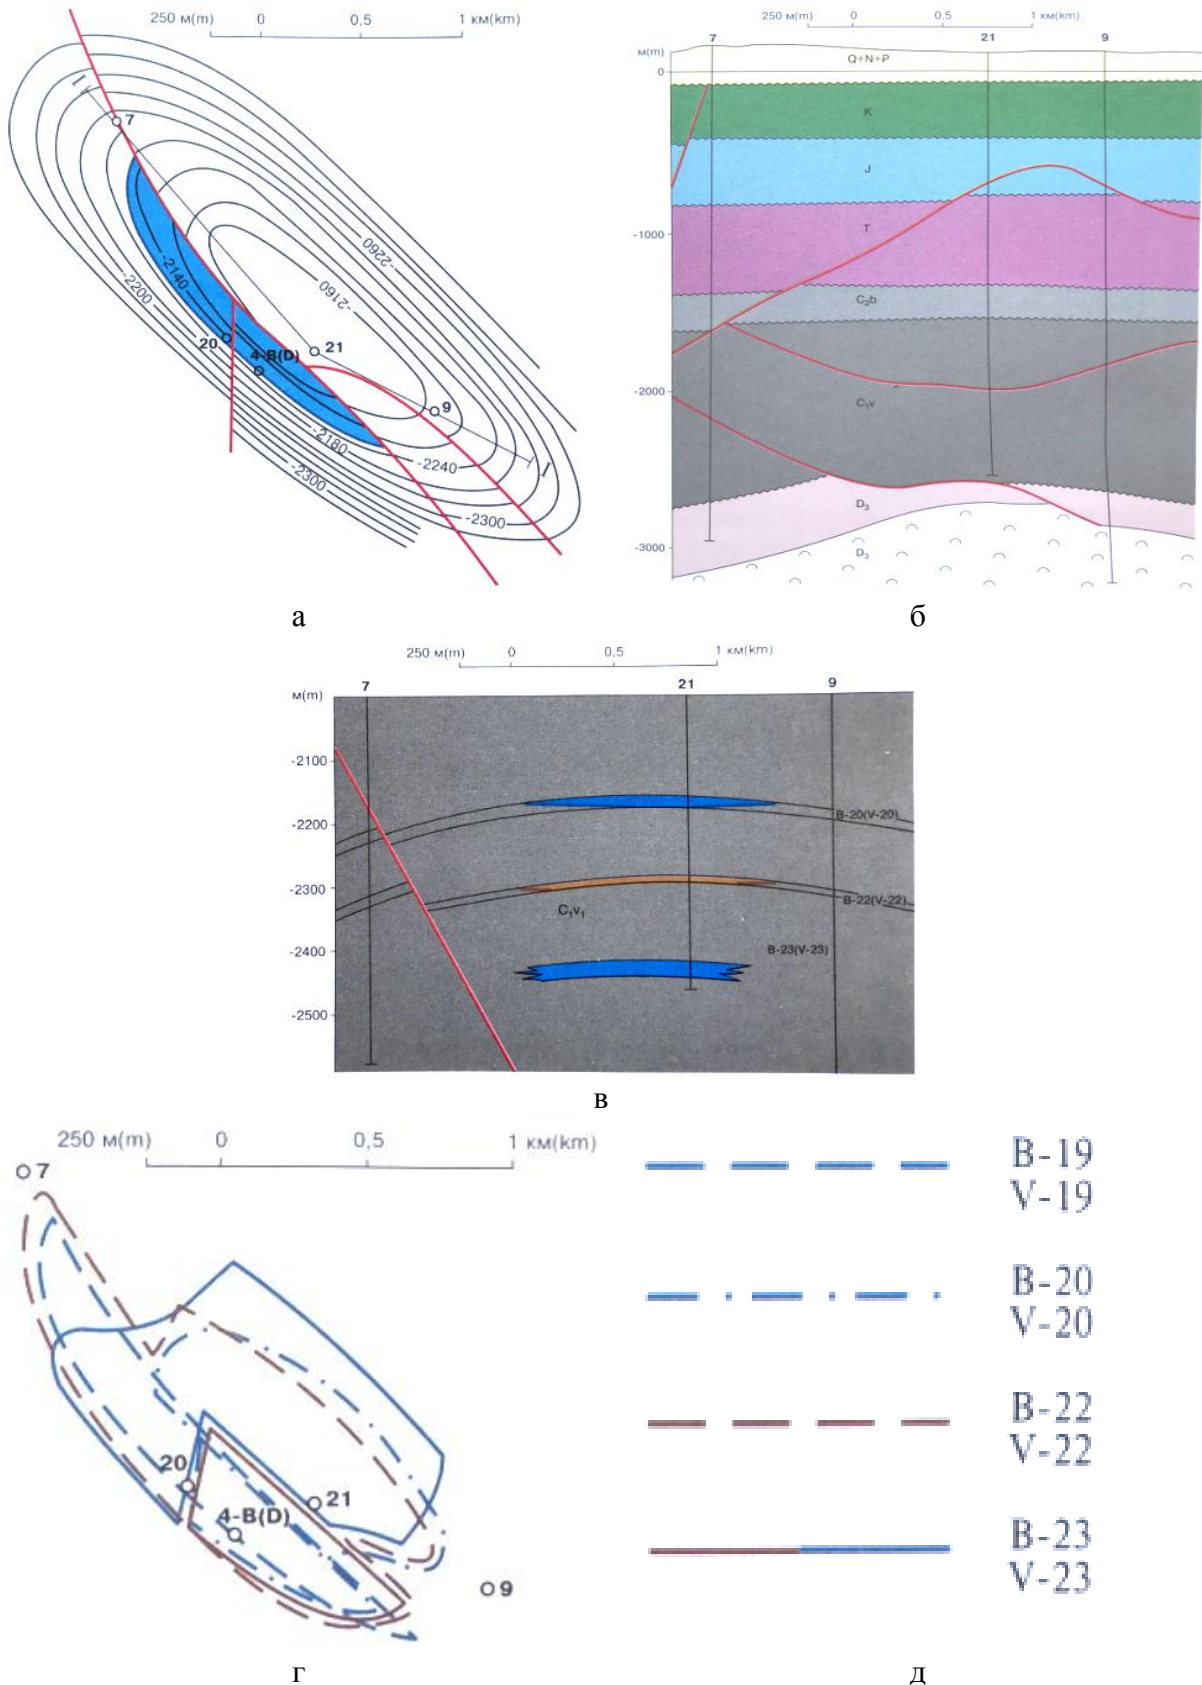 250 м(m) 0 1 км(km)
I
7
-2260
-2160
-2140
-2200
20
4-В(D)
21
9
-2180
-2240
I
-2300
-2300
а
250 м(m) 0 0,5 1 км(km)
7 21 9
м(m)
Q+N+P
0
K
J
T
-1000
C₂b
-2000
C₁v
D₃
-3000
D₃
б
250 м(m) 0 0,5 1 км(km)
7 21 9
м(m)
-2100
-2200
В-20(V-20)
-2300
В-22(V-22)
C₁v₁
-2400
В-23(V-23)
-2500
в
250 м(m) 0 0,5 1 км(km)
7
20
21
4-В(D)
9
г
В-19
V-19
В-20
V-20
В-22
V-22
В-23
V-23
д